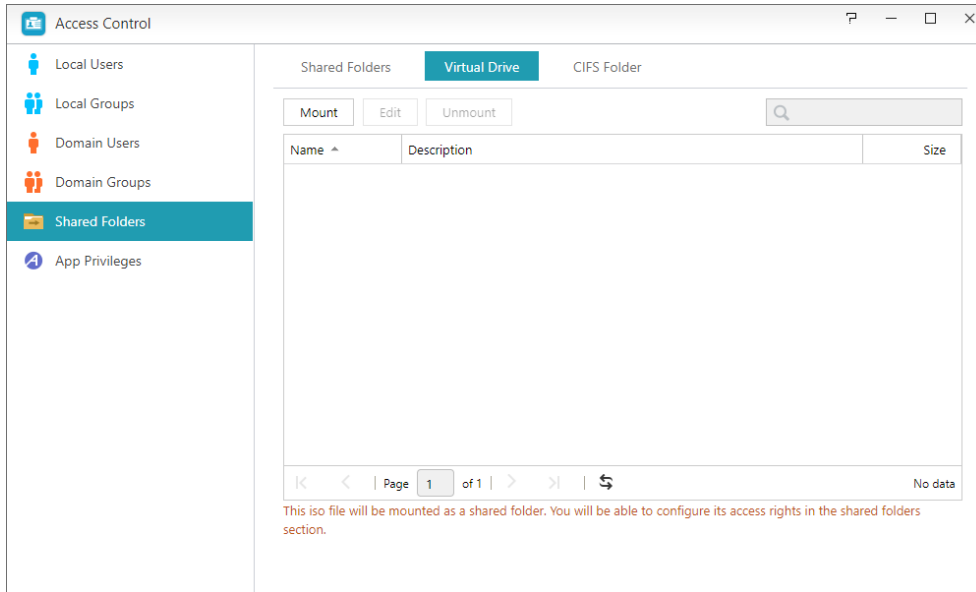 Access Control
Local Users
Local Groups
Domain Users
Domain Groups
Shared Folders
App Privileges
Shared Folders Virtual Drive CIFS Folder
Mount Edit Unmount
Name Description Size
Page 1 of 1 No data
This iso file will be mounted as a shared folder. You will be able to configure its access rights in the shared folders
section.